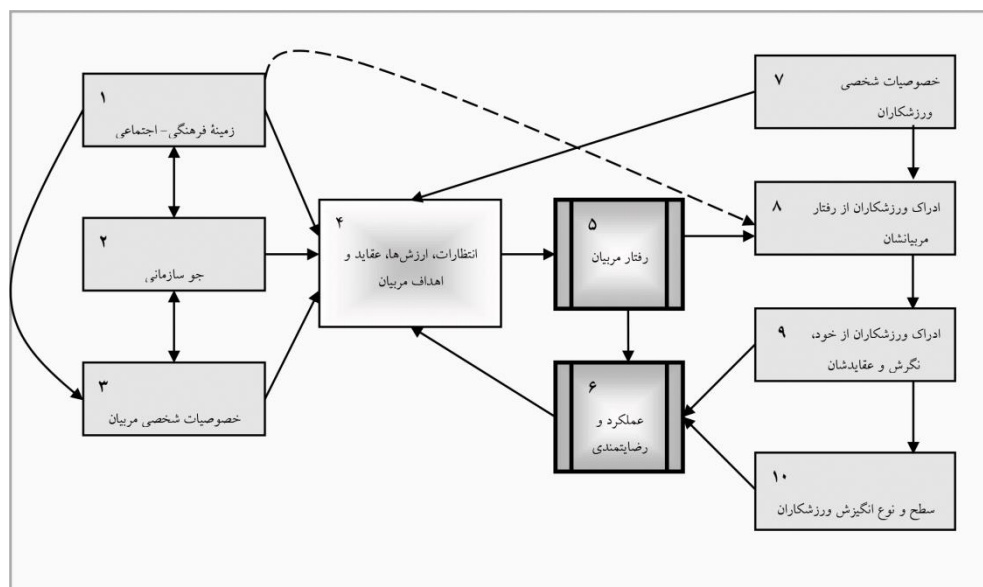 ۱
زمینهٔ فرهنگی- اجتماعی
۲
جو سازمانی
۳
خصوصیات شخصی مربیان
۴
انتظارات، ارزش‌ها، عقاید و
اهداف مربیان
۵
رفتار مربیان
۶
عملکرد و
رضایتمندی
۷
خصوصیات شخصی
ورزشکاران
۸
ادراک ورزشکاران از رفتار
مربیانشان
۹
ادراک ورزشکاران از خود،
نگرش و عقایدشان
۱۰
سطح و نوع انگیزش ورزشکاران